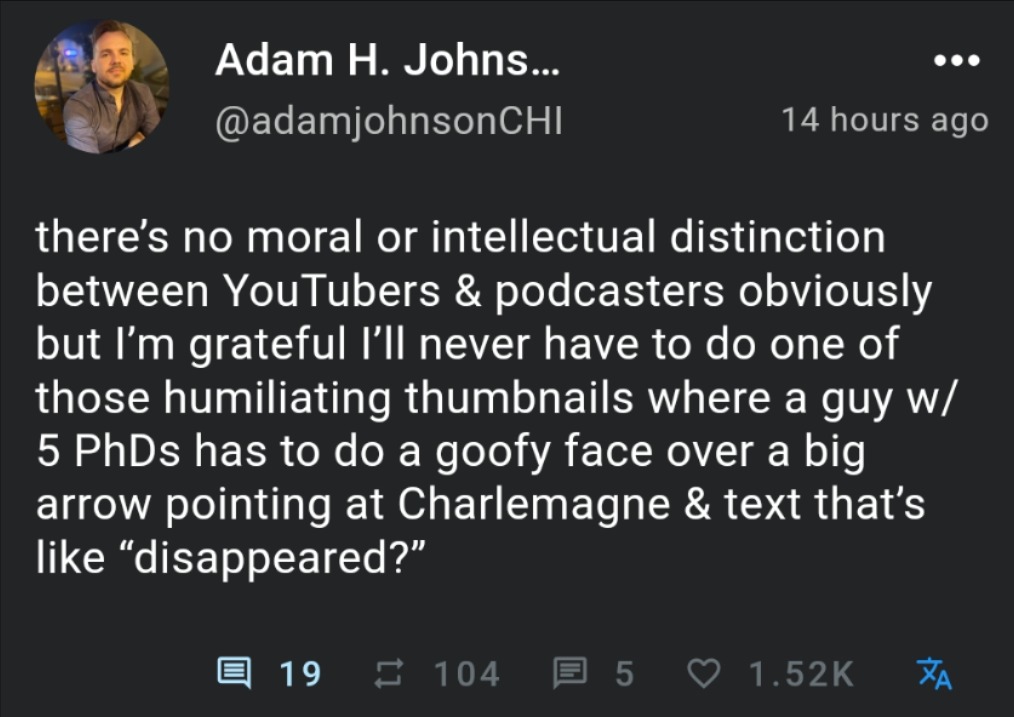 Adam H. Johns...
@adamjohnsonCHI
14 hours ago
there’s no moral or intellectual distinction
between YouTubers & podcasters obviously
but I’m grateful I’ll never have to do one of
those humiliating thumbnails where a guy w/
5 PhDs has to do a goofy face over a big
arrow pointing at Charlemagne & text that’s
like “disappeared?”
19 104 5 1.52K